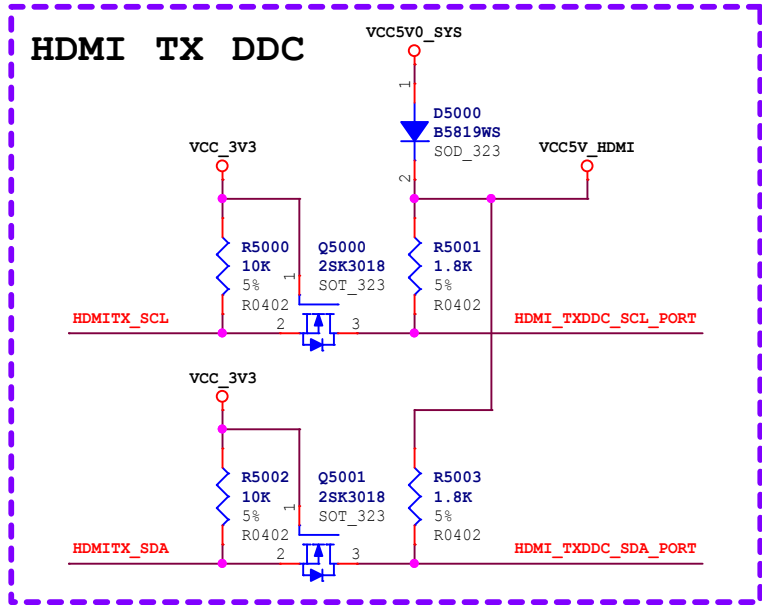 HDMI TX DDC
VCC5V0_SYS
1
D5000
B5819WS
SOD_323
2
VCC_3V3
VCC5V_HDMI
R5000
10K
5%
R0402
Q5000
2SK3018
SOT_323
1
2
3
R5001
1.8K
5%
R0402
HDMITX_SCL
HDMI_TXDDC_SCL_PORT
VCC_3V3
R5002
10K
5%
R0402
Q5001
2SK3018
SOT_323
1
2
3
R5003
1.8K
5%
R0402
HDMITX_SDA
HDMI_TXDDC_SDA_PORT